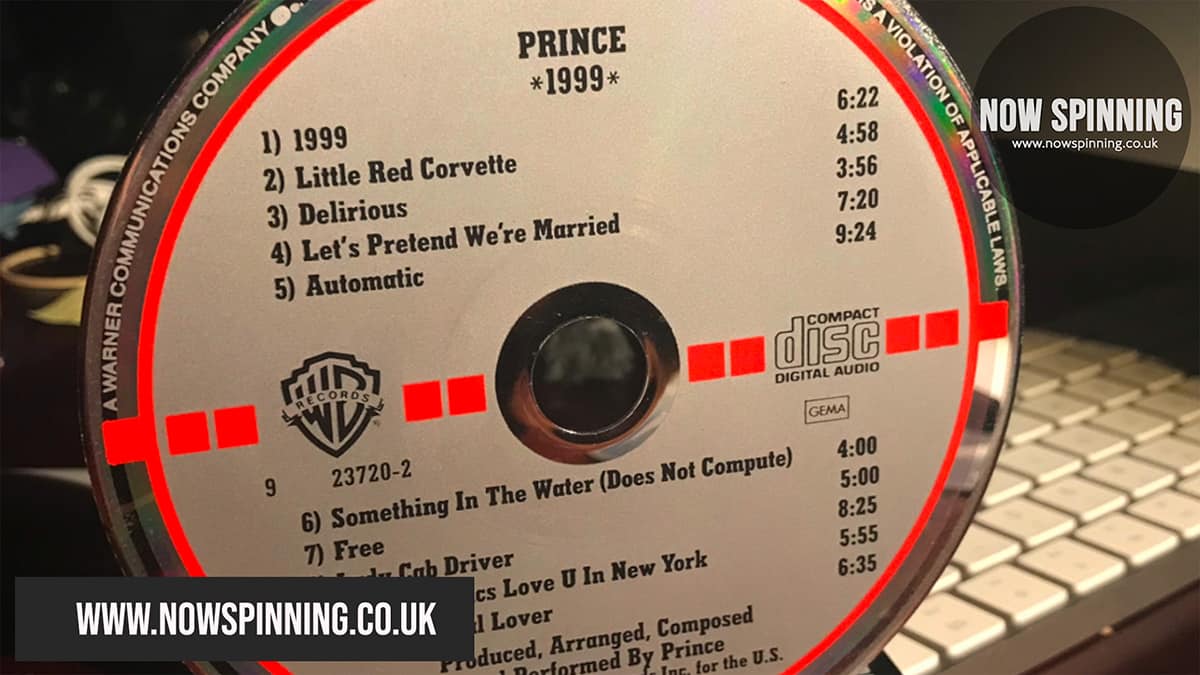 PRINCE
*1999*
1) 1999 6:22
2) Little Red Corvette 4:58
3) Delirious 3:56
4) Let's Pretend We're Married 7:20
5) Automatic 9:24
A WARNER COMMUNICATIONS COMPANY
IS A VIOLATION OF APPLICABLE LAWS.
NOW SPINNING
www.nowspinning.co.uk
WB
RECORDS
COMPACT
disc
DIGITAL AUDIO
GEMA
9 23720-2
6) Something In The Water (Does Not Compute) 4:00
7) Free 5:00
Cab Driver 8:25
cs Love U In New York 5:55
l Lover 6:35
Produced, Arranged, Composed
Performed By Prince
Inc. for the U.S.
WWW.NOWSPINNING.CO.UK